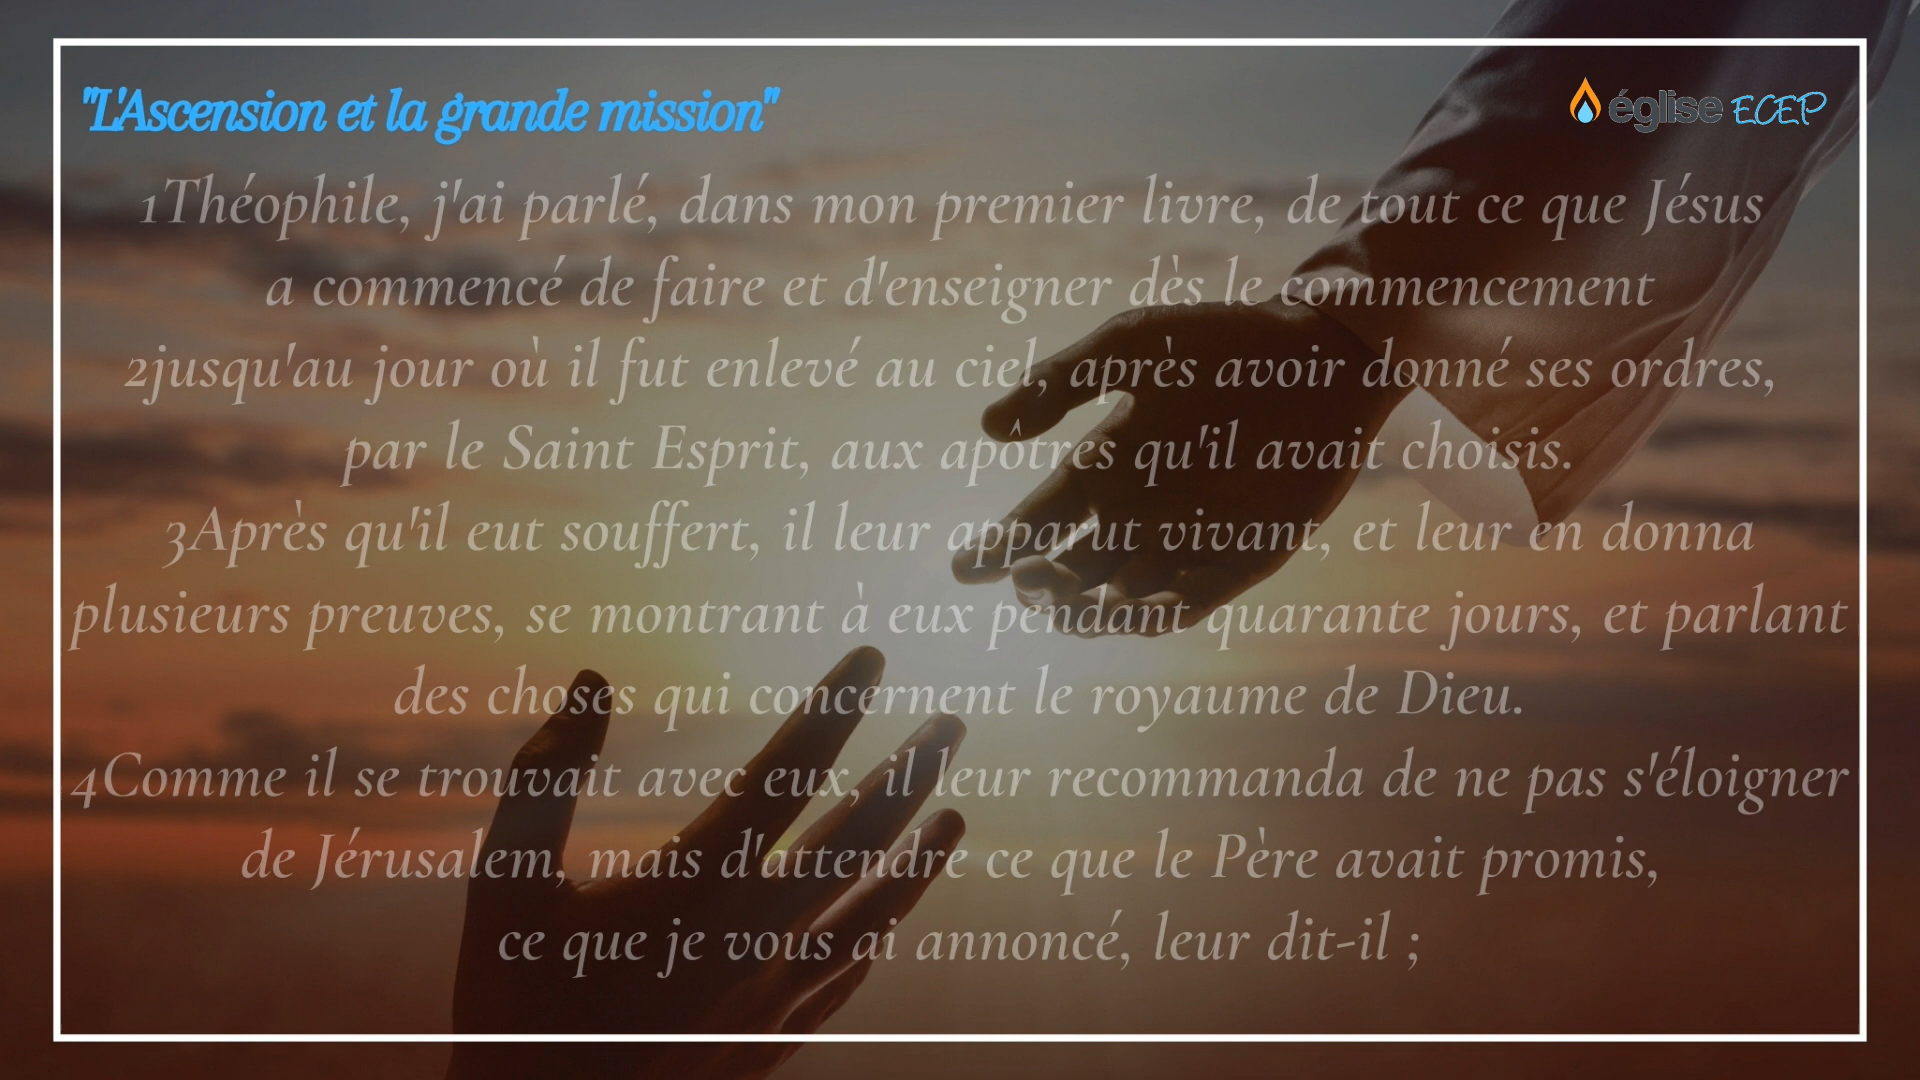 "L'Ascension et la grande mission"
église ECEP
1Théophile, j'ai parlé, dans mon premier livre, de tout ce que Jésus
a commencé de faire et d'enseigner dès le commencement
2jusqu'au jour où il fut enlevé au ciel, après avoir donné ses ordres,
par le Saint Esprit, aux apôtres qu'il avait choisis.
3Après qu'il eut souffert, il leur apparut vivant, et leur en donna
plusieurs preuves, se montrant à eux pendant quarante jours, et parlant
des choses qui concernent le royaume de Dieu.
4Comme il se trouvait avec eux, il leur recommanda de ne pas s'éloigner
de Jérusalem, mais d'attendre ce que le Père avait promis,
ce que je vous ai annoncé, leur dit-il ;